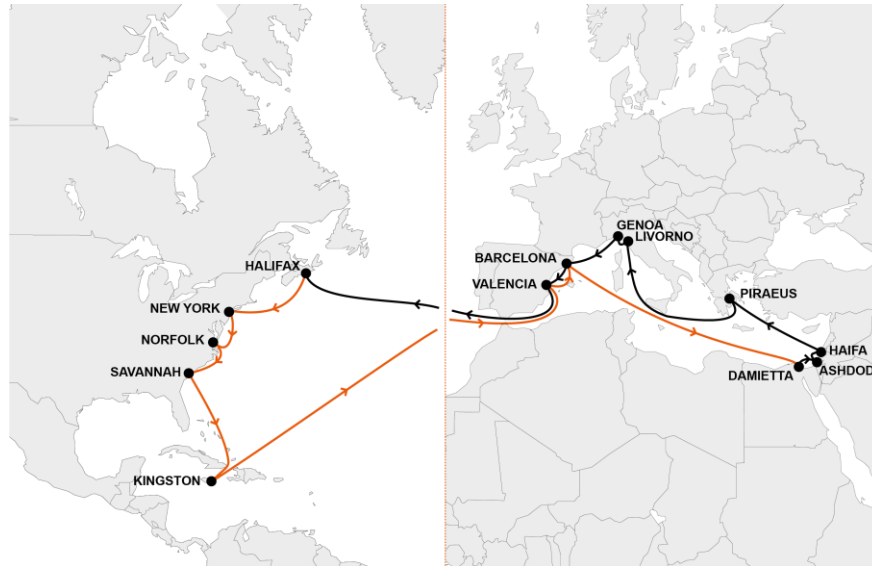 GENOA
LIVORNO
BARCELONA
HALIFAX
VALENCIA
PIRAEUS
NEW YORK
NORFOLK
HAIFA
SAVANNAH
ASHDOD
DAMIETTA
KINGSTON